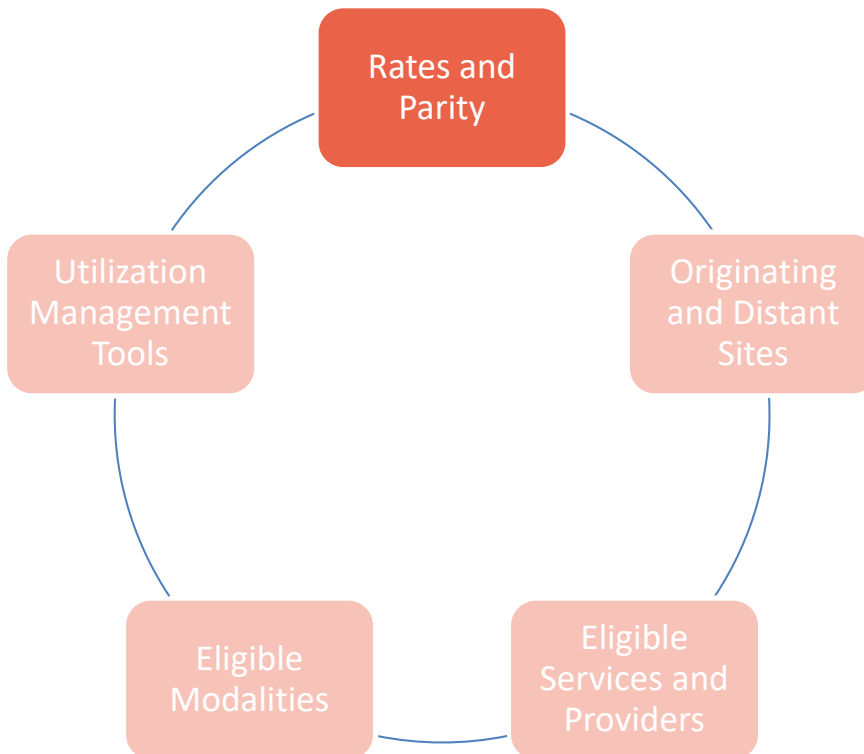 Rates and
Parity
Utilization
Management
Tools
Originating
and Distant
Sites
Eligible
Modalities
Eligible
Services and
Providers